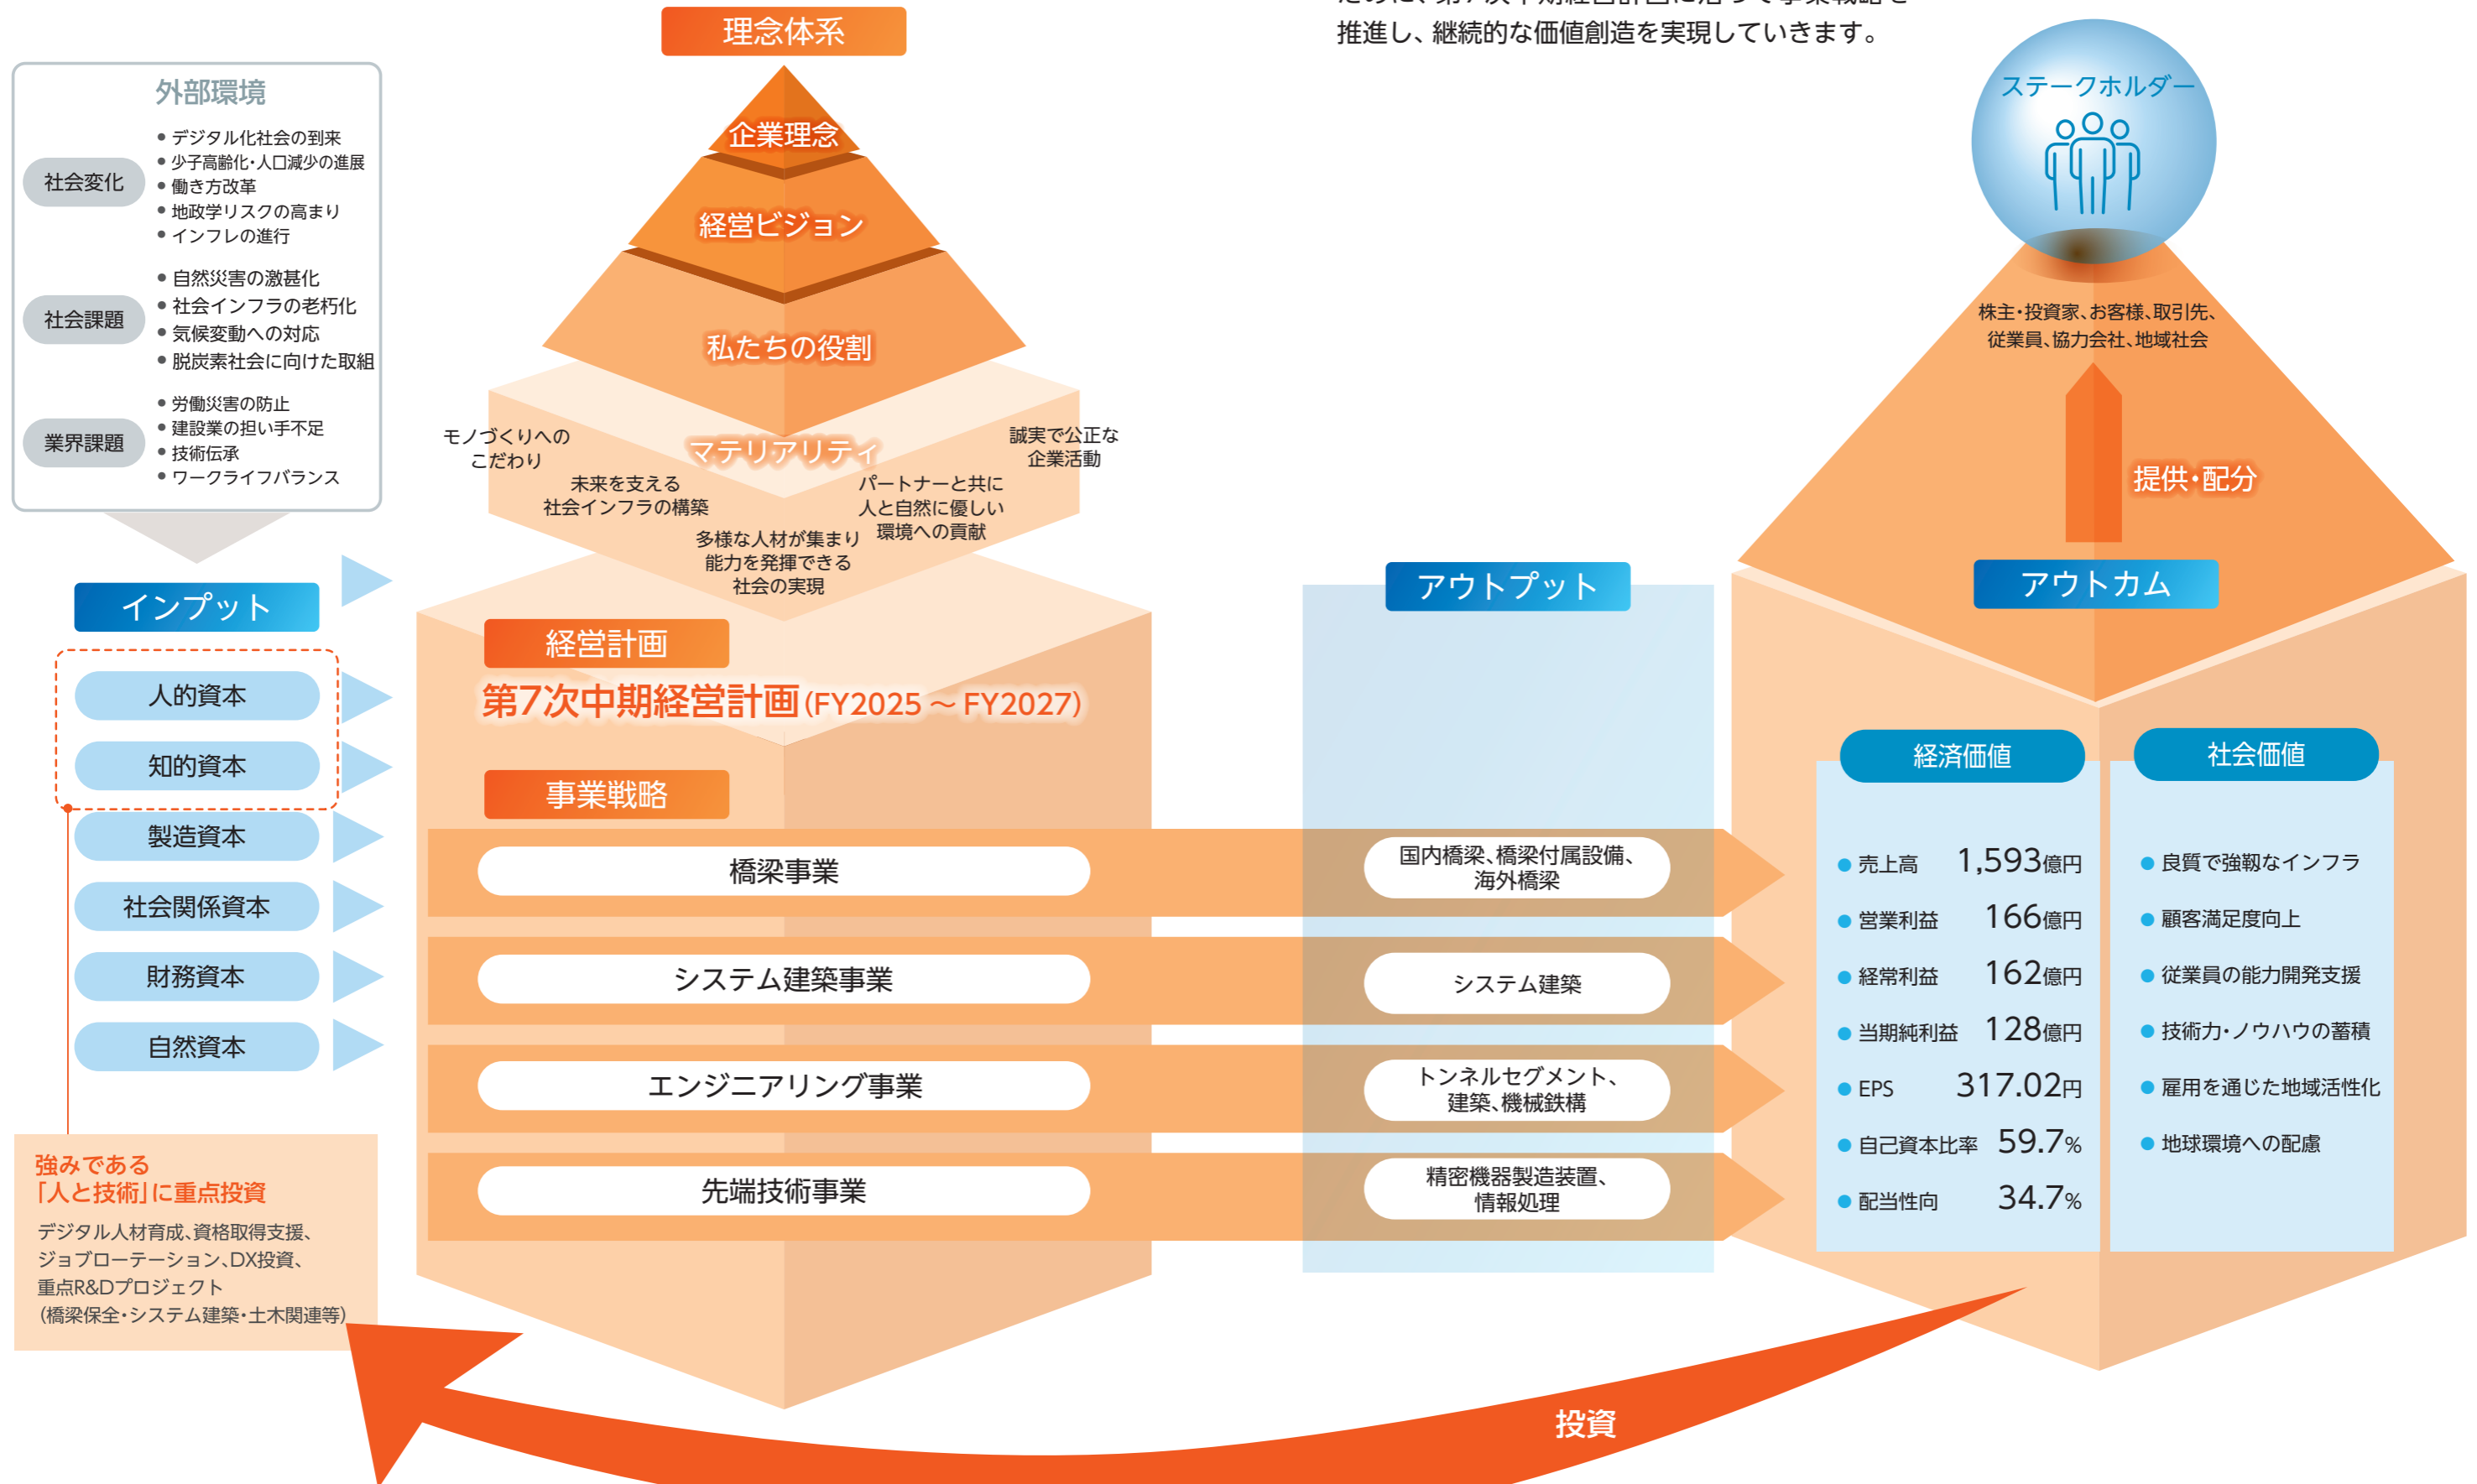 推進し、継続的な価値創造を実現していきます。
理念体系
企業理念
経営ビジョン
私たちの役割
マテリアリティ
モノづくりへの
こだわり
未来を支える
社会インフラの構築
多様な人材が集まり
能力を発揮できる
社会の実現
パートナーと共に
人と自然に優しい
環境への貢献
誠実で公正な
企業活動
外部環境
社会変化
• デジタル化社会の到来
• 少子高齢化・人口減少の進展
• 働き方改革
• 地政学リスクの高まり
• インフレの進行
社会課題
• 自然災害の激甚化
• 社会インフラの老朽化
• 気候変動への対応
• 脱炭素社会に向けた取組
業界課題
• 労働災害の防止
• 建設業の担い手不足
• 技術伝承
• ワークライフバランス
インプット
人的資本
知的資本
製造資本
社会関係資本
財務資本
自然資本
強みである
「人と技術」に重点投資
デジタル人材育成、資格取得支援、
ジョブローテーション、DX投資、
重点R&Dプロジェクト
（橋梁保全・システム建築・土木関連等）
経営計画
第7次中期経営計画（FY2025 ～ FY2027）
事業戦略
橋梁事業
システム建築事業
エンジニアリング事業
先端技術事業
アウトプット
国内橋梁、橋梁付属設備、
海外橋梁
システム建築
トンネルセグメント、
建築、機械鉄構
精密機器製造装置、
情報処理
ステークホルダー
株主・投資家、お客様、取引先、
従業員、協力会社、地域社会
提供・配分
アウトカム
経済価値
● 売上高 1,593億円
● 営業利益 166億円
● 経常利益 162億円
● 当期純利益 128億円
● EPS 317.02円
● 自己資本比率 59.7%
● 配当性向 34.7%
社会価値
● 良質で強靱なインフラ
● 顧客満足度向上
● 従業員の能力開発支援
● 技術力・ノウハウの蓄積
● 雇用を通じた地域活性化
● 地球環境への配慮
投資